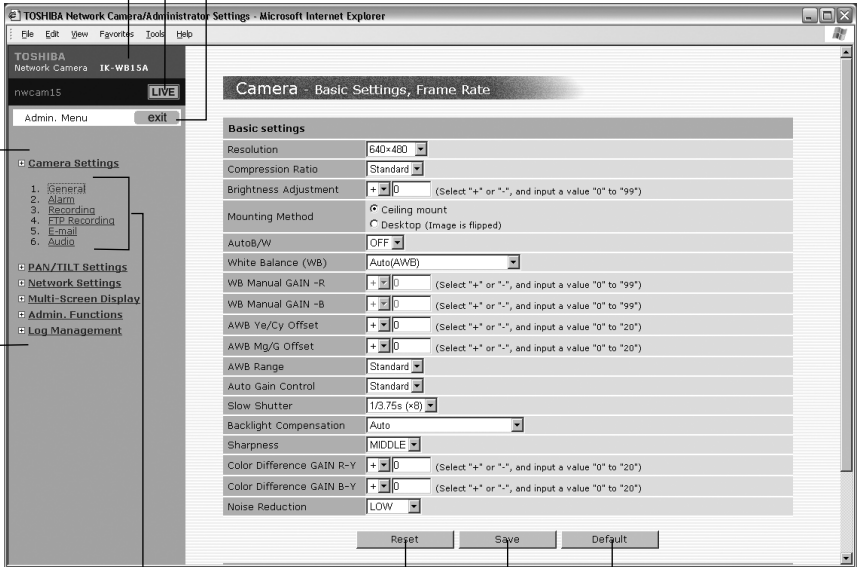 TOSHIBA Network Camera/Administrator Settings - Microsoft Internet Explorer
File Edit View Favorites Tools Help
TOSHIBA
Network Camera IK-WB15A
nwcam15 LIVE
Admin. Menu exit
Camera Settings
1. General
2. Alarm
3. Recording
4. FTP Recording
5. E-mail
6. Audio
PAN/TILT Settings
Network Settings
Multi-Screen Display
Admin. Functions
Log Management
Camera - Basic Settings, Frame Rate
Basic settings
Resolution 640×480
Compression Ratio Standard
Brightness Adjustment + 0 (Select "+" or "-", and input a value "0" to "99")
Mounting Method Ceiling mount
Desktop (Image is flipped)
AutoB/W OFF
White Balance (WB) Auto(AWB)
WB Manual GAIN -R + 0 (Select "+" or "-", and input a value "0" to "99")
WB Manual GAIN -B + 0 (Select "+" or "-", and input a value "0" to "99")
AWB Ye/Cy Offset + 0 (Select "+" or "-", and input a value "0" to "20")
AWB Mg/G Offset + 0 (Select "+" or "-", and input a value "0" to "20")
AWB Range Standard
Auto Gain Control Standard
Slow Shutter 1/3.75s (×8)
Backlight Compensation Auto
Sharpness MIDDLE
Color Difference GAIN R-Y + 0 (Select "+" or "-", and input a value "0" to "20")
Color Difference GAIN B-Y + 0 (Select "+" or "-", and input a value "0" to "20")
Noise Reduction LOW
Reset Save Default